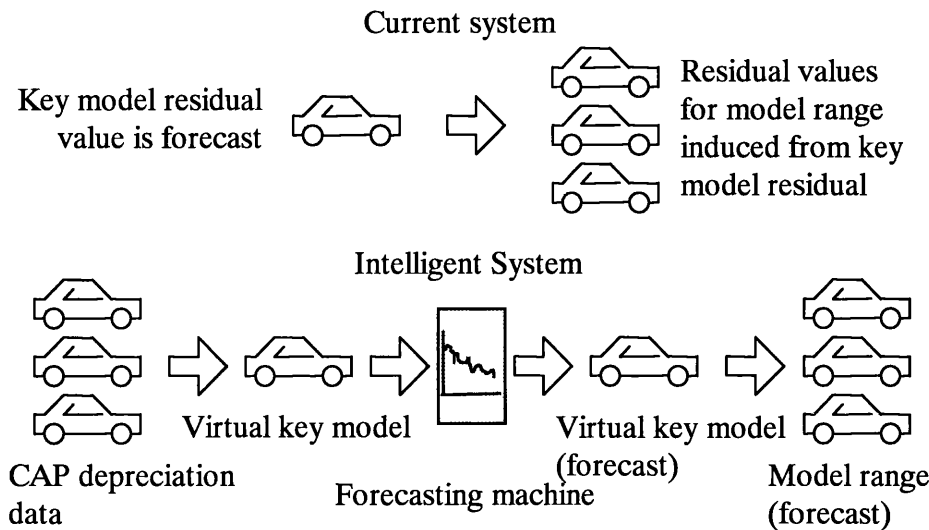 Current system
Key model residual
value is forecast
Residual values
for model range
induced from key
model residual
Intelligent System
CAP depreciation
data
Virtual key model
Forecasting machine
Virtual key model
(forecast)
Model range
(forecast)